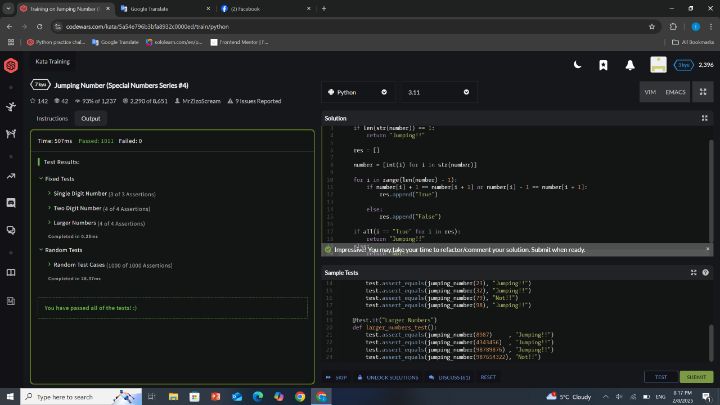 Training on Jumping Number (
Google Translate
(2) Facebook
codewars.com/kata/5a54e796b3bfa8932c0000ed/train/python
Python practice chal...
Google Translate
sololearn.com/en/p...
Frontend Mentor | F...
All Bookmarks
Kata Training
3 kyu
2,396
7 kyu
Jumping Number (Special Numbers Series #4)
142
42
93% of 1,237
2,290 of 8,651
MrZizoScream
9 Issues Reported
Python
3.11
VIM
EMACS
Instructions
Output
Time: 507ms Passed: 1011 Failed: 0
Test Results:
Fixed Tests
Single Digit Number (3 of 3 Assertions)
Two Digit Number (4 of 4 Assertions)
Larger Numbers (4 of 4 Assertions)
Completed in 0.25ms
Random Tests
Random Test Cases (1000 of 1000 Assertions)
You have passed all of the tests! :)
Solution
if len(str(number)) == 1:
return "Jumping!!"
res = []
number = [int(i) for i in str(number)]
for i in range(len(number) - 1):
if number[i] + 1 == number[i + 1] or number[i] - 1 == number[i + 1]:
res.append("True")
else:
res.append("False")
if all(i == "True" for i in res):
return "Jumping!!"
Impressive! You may take your time to refactor/comment your solution. Submit when ready.
Sample Tests
14 test.assert_equals(jumping_number(23), "Jumping!!")
15 test.assert_equals(jumping_number(32), "Jumping!!")
16 test.assert_equals(jumping_number(79), "Not!!")
17 test.assert_equals(jumping_number(98), "Jumping!!")
18
19 @test.it("Larger Numbers")
20 def larger_numbers_test():
21 test.assert_equals(jumping_number(8987) , "Jumping!!")
22 test.assert_equals(jumping_number(4343456) , "Jumping!!")
23 test.assert_equals(jumping_number(98789876) , "Jumping!!")
24 test.assert_equals(jumping_number(987654322), "Not!!")
SKIP
UNLOCK SOLUTIONS
DISCUSS (61)
RESET
TEST
SUBMIT
Type here to search
5°C Cloudy
ENG
8:17 PM
2/8/2025